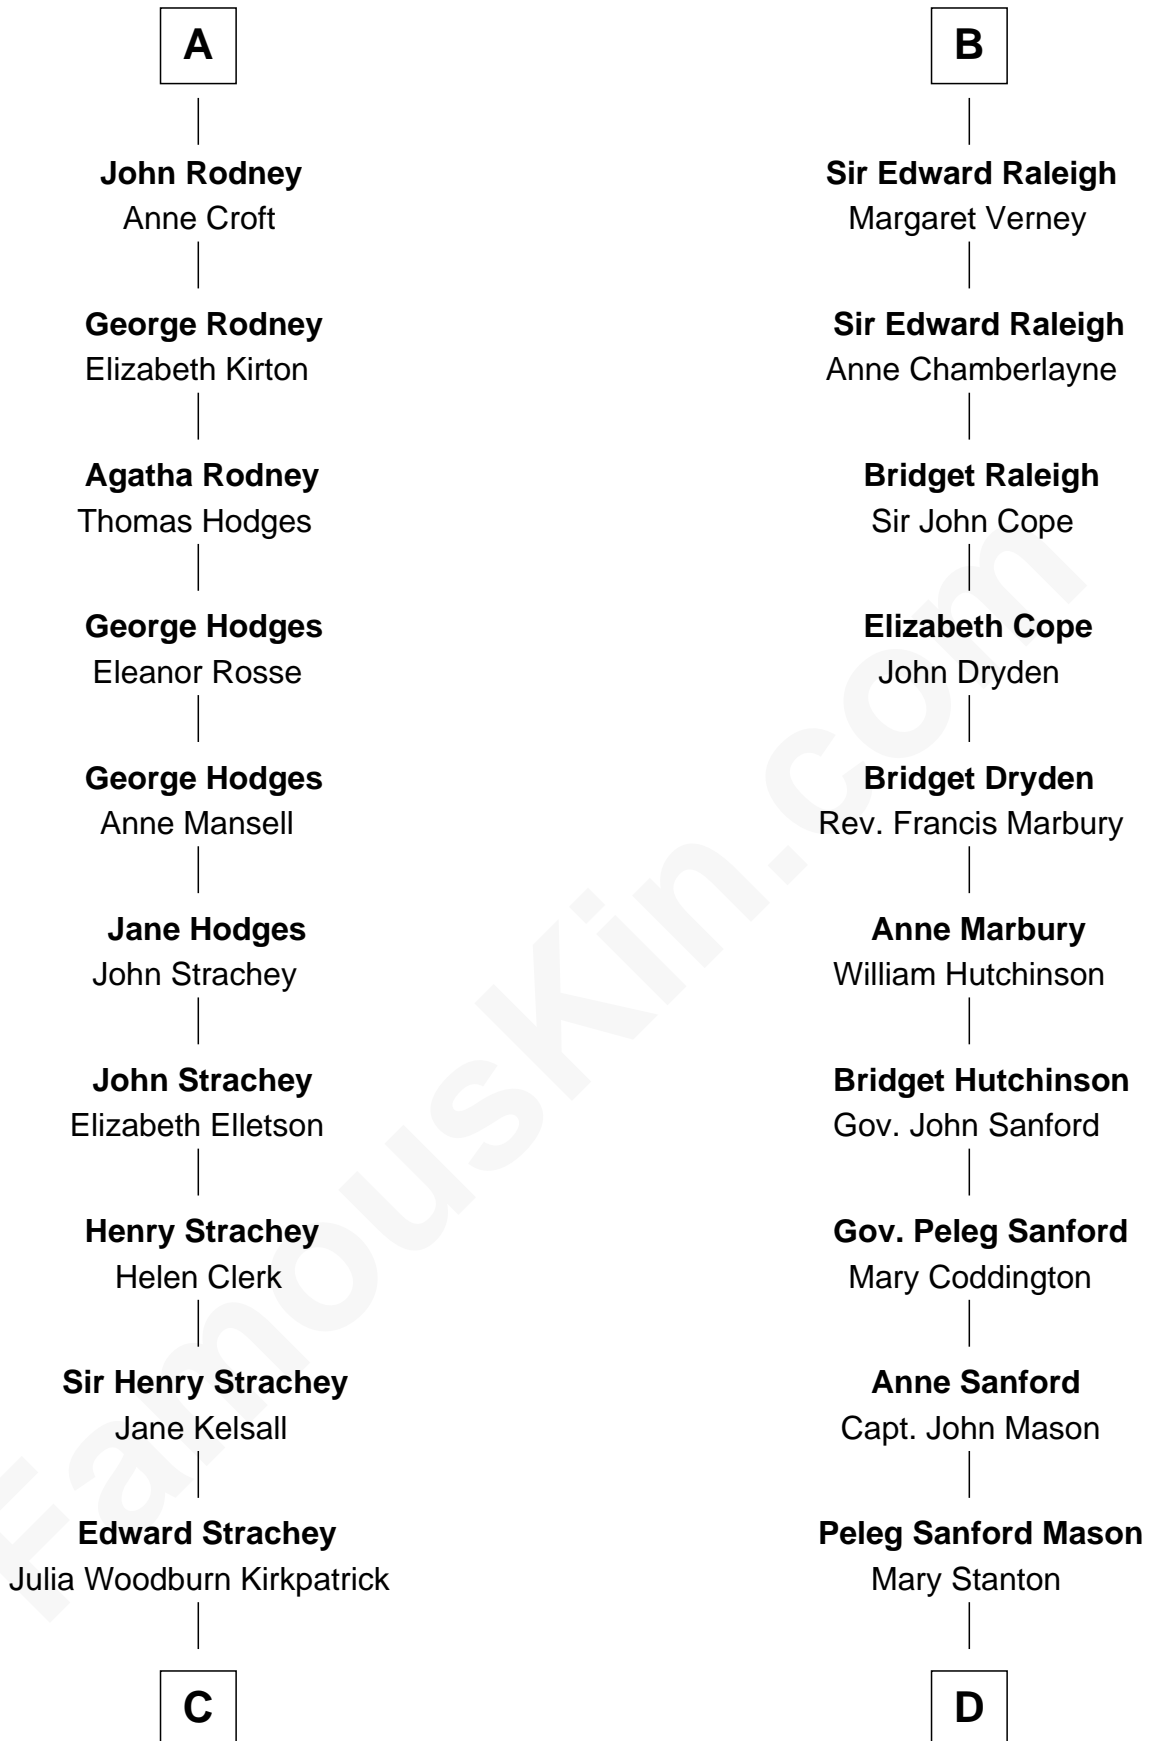 A
John Rodney
Anne Croft
George Rodney
Elizabeth Kirton
Agatha Rodney
Thomas Hodges
George Hodges
Eleanor Rosse
George Hodges
Anne Mansell
Jane Hodges
John Strachey
John Strachey
Elizabeth Elletson
Henry Strachey
Helen Clerk
Sir Henry Strachey
Jane Kelsall
Edward Strachey
Julia Woodburn Kirkpatrick
C
B
Sir Edward Raleigh
Margaret Verney
Sir Edward Raleigh
Anne Chamberlayne
Bridget Raleigh
Sir John Cope
Elizabeth Cope
John Dryden
Bridget Dryden
Rev. Francis Marbury
Anne Marbury
William Hutchinson
Bridget Hutchinson
Gov. John Sanford
Gov. Peleg Sanford
Mary Coddington
Anne Sanford
Capt. John Mason
Peleg Sanford Mason
Mary Stanton
D
FamousKin.com